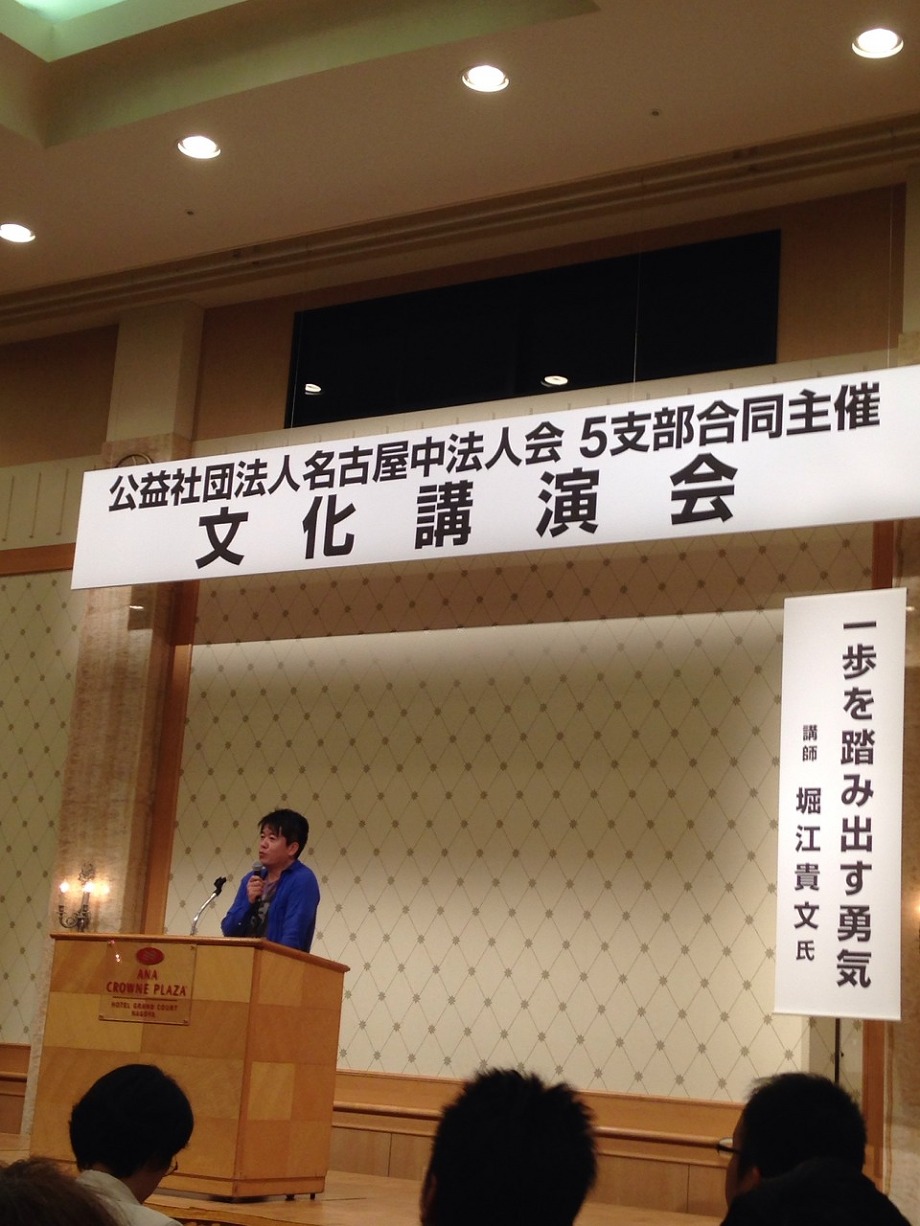 公益社団法人名古屋中法人会 5支部合同主催
文化講演会
一歩を踏み出す勇気
講師 堀江貴文氏
ANA
CROWNE PLAZA
HOTEL GRAND COURT
NAGOYA